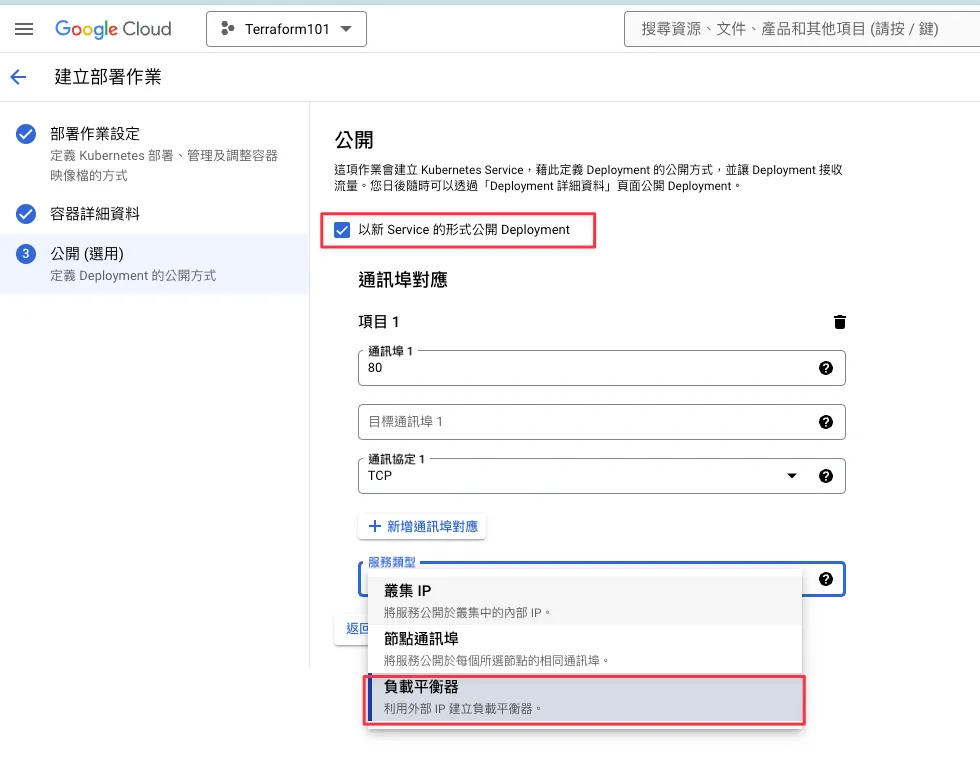 Google Cloud
Terraform101
搜尋資源、文件、產品和其他項目 (請按 / 鍵)
建立部署作業
部署作業設定
定義 Kubernetes 部署、管理及調整容器
映像檔的方式
容器詳細資料
3
公開 (選用)
定義 Deployment 的公開方式
公開
這項作業會建立 Kubernetes Service，藉此定義 Deployment 的公開方式，並讓 Deployment 接收
流量。您日後隨時可以透過「Deployment 詳細資料」頁面公開 Deployment。
以新 Service 的形式公開 Deployment
通訊埠對應
項目 1
通訊埠 1
80
目標通訊埠 1
通訊協定 1
TCP
新增通訊埠對應
服務類型
叢集 IP
將服務公開於叢集中的內部 IP。
返回
節點通訊埠
將服務公開於每個所選節點的相同通訊埠。
負載平衡器
利用外部 IP 建立負載平衡器。